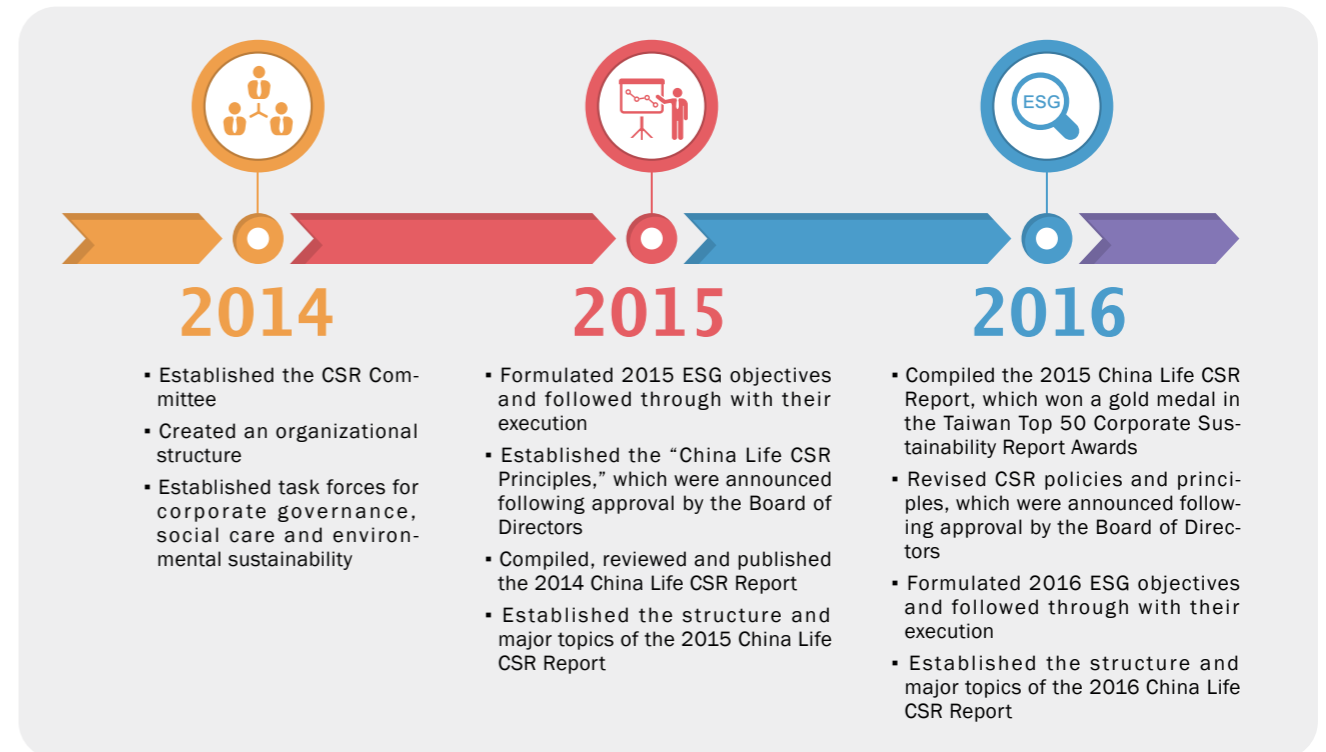 ESG
2014
▪ Established the CSR Com-
mittee
▪ Created an organizational
structure
▪ Established task forces for
corporate governance,
social care and environ-
mental sustainability
2015
▪ Formulated 2015 ESG objectives
and followed through with their
execution
▪ Established the “China Life CSR
Principles,” which were announced
following approval by the Board of
Directors
▪ Compiled, reviewed and published
the 2014 China Life CSR Report
▪ Established the structure and
major topics of the 2015 China Life
CSR Report
2016
▪ Compiled the 2015 China Life CSR
Report, which won a gold medal in
the Taiwan Top 50 Corporate Sus-
tainability Report Awards
▪ Revised CSR policies and princi-
ples, which were announced follow-
ing approval by the Board of Direc-
tors
▪ Formulated 2016 ESG objectives
and followed through with their
execution
▪ Established the structure and
major topics of the 2016 China Life
CSR Report